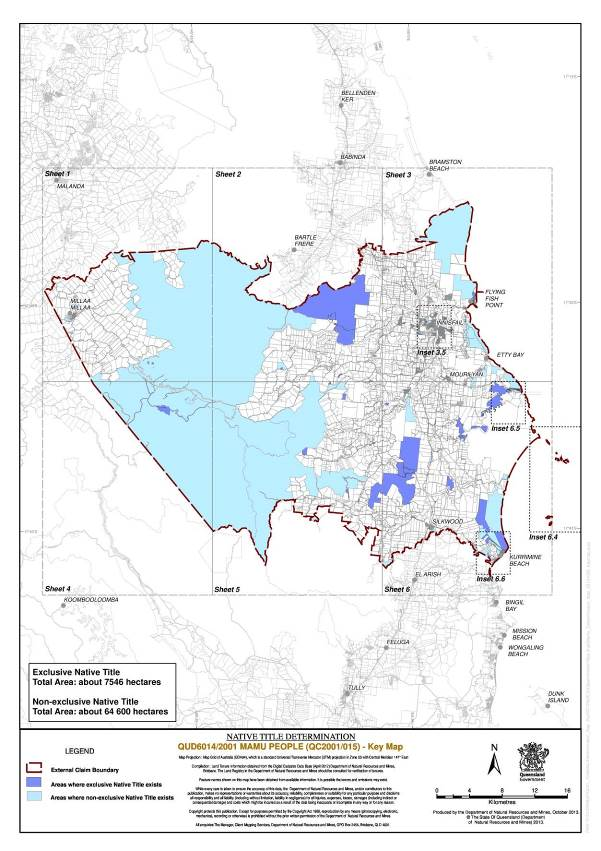 BELLENDEN
KER
BABINDA
BRAMSTON
BEACH
Sheet 1
Sheet 2
Sheet 3
MALANDA
BARTLE
FRERE
MILLAA
MILLAA
FLYING
FISH
POINT
INNISFAIL
Inset 3.5
ETTY BAY
MOURILYAN
Inset 6.5
Inset 6.4
SILKWOOD
KURRIMINE
BEACH
Inset 6.6
EL ARISH
Sheet 4
Sheet 5
Sheet 6
KOOMBOOLOOMBA
BINGIL
BAY
MISSION
BEACH
WONGALING
BEACH
FELUGA
TULLY
DUNK
ISLAND
Exclusive Native Title
Total Area: about 7546 hectares
Non-exclusive Native Title
Total Area: about 64 600 hectares
NATIVE TITLE DETERMINATION
QUD6014/2001 MAMU PEOPLE (QC2001/015) - Key Map
LEGEND
External Claim Boundary
Areas where exclusive Native Title exists
Areas where non-exclusive Native Title exists
N
Queensland
Government
0 4 8 12 16
Kilometres
Produced by the Department of Natural Resources and Mines, October 2013.
© The State Of Queensland (Department
of Natural Resources and Mines) 2013.